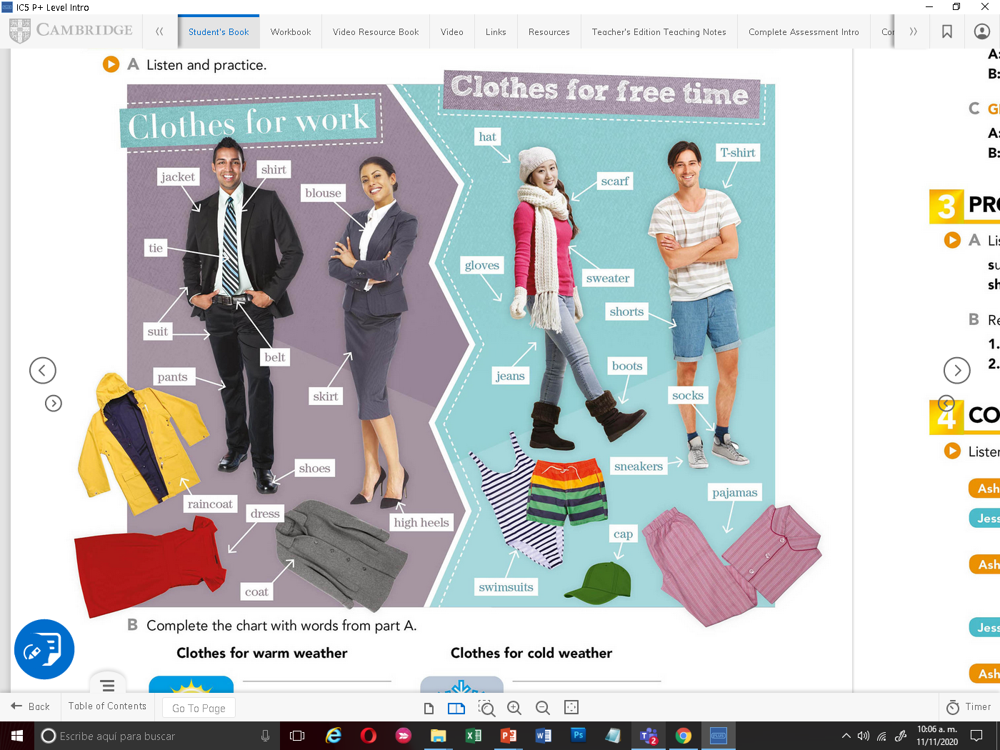 IC5 P+ Level Intro
CAMBRIDGE
Student's Book
Workbook
Video Resource Book
Video
Links
Resources
Teacher's Edition Teaching Notes
Complete Assessment Intro
A Listen and practice.
Clothes for work
Clothes for free time
jacket
shirt
blouse
tie
suit
belt
pants
skirt
shoes
raincoat
dress
high heels
coat
hat
T-shirt
scarf
gloves
sweater
shorts
jeans
boots
socks
sneakers
pajamas
cap
swimsuits
B Complete the chart with words from part A.
Clothes for warm weather
Clothes for cold weather
A:
B:
C
A:
B:
3 PRO
A Lis
su
sh
B Re
1.
2.
4 CO
Listen
Ash
Jess
Ash
Jess
Ash
Back
Table of Contents
Go To Page
Timer
Escribe aquí para buscar
Ps
2
PLUS
10:06 a. m.
11/11/2020